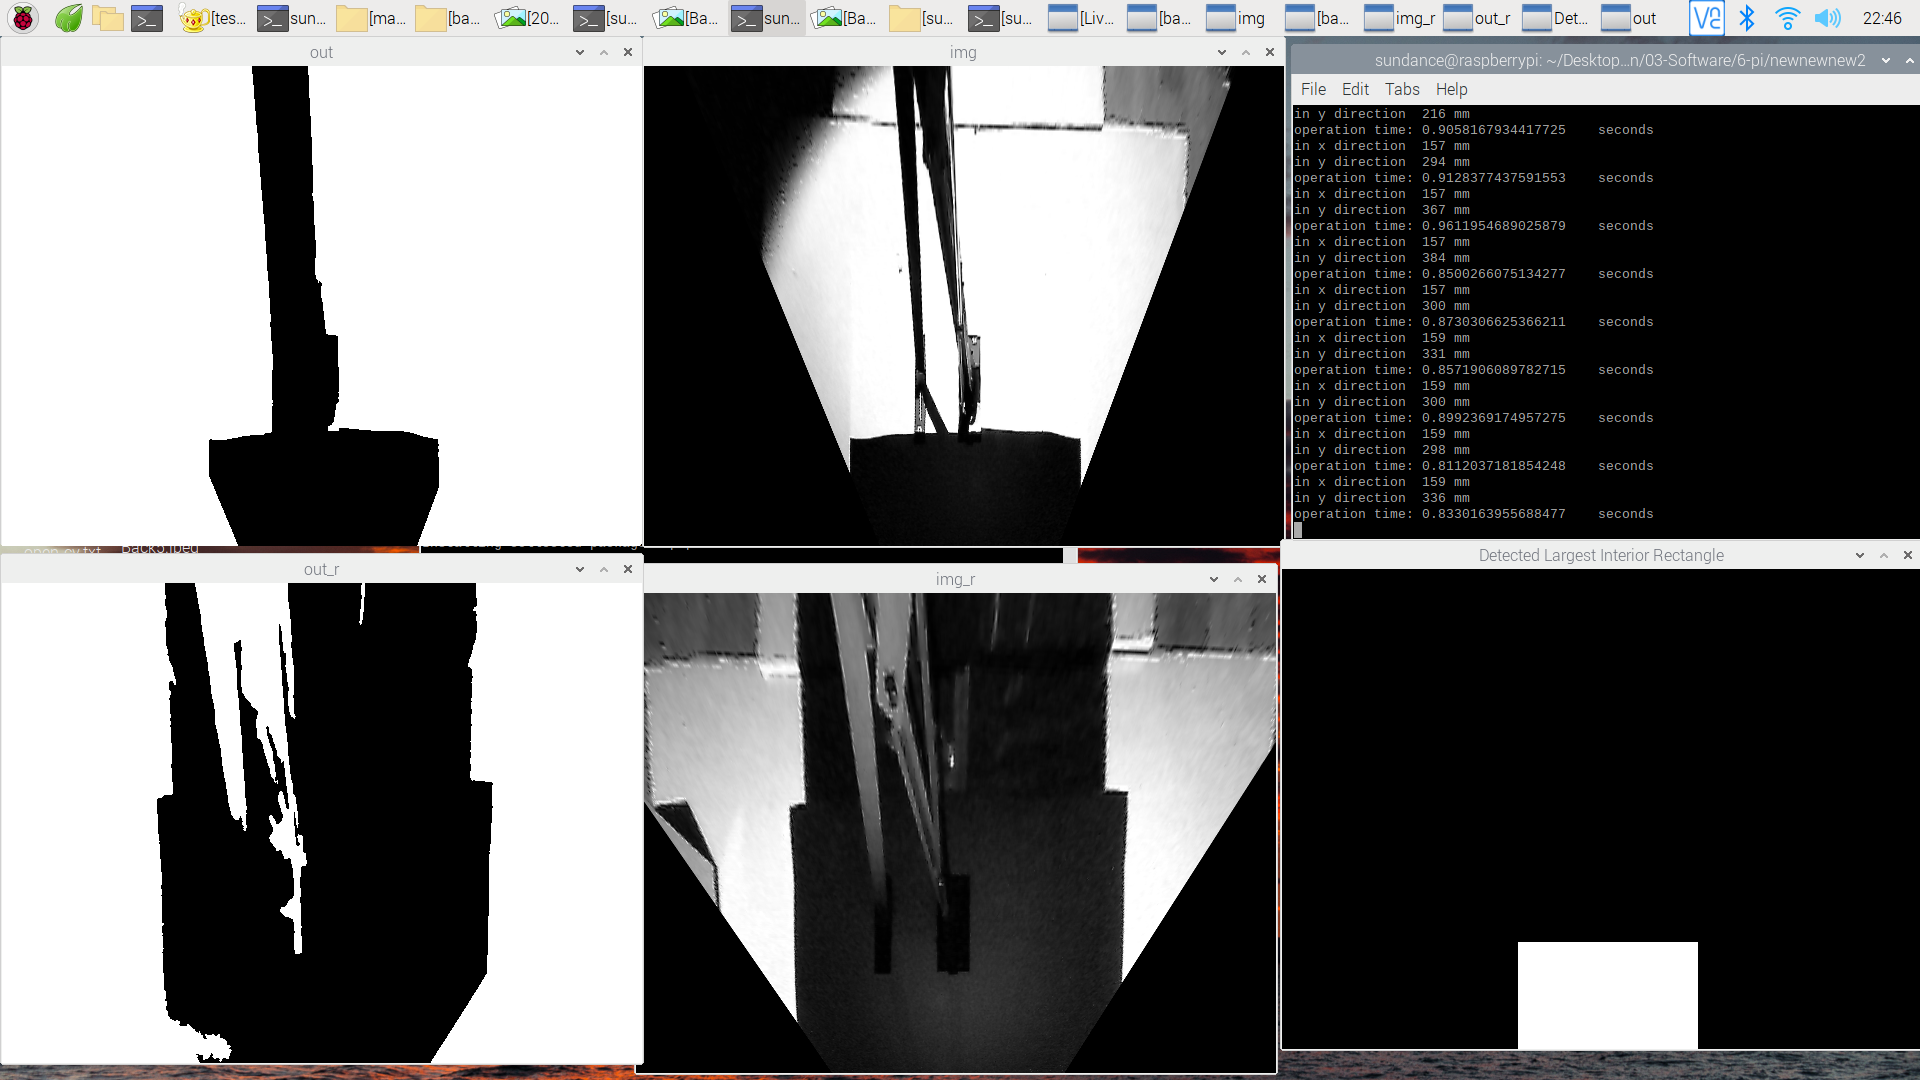 [tes... sun... [ma... [ba... [20... [su... [Ba... sun... [Ba... [su... [su... [Liv... [ba... img [ba... img_r out_r Det... out 22:46
out
img
sundance@raspberrypi: ~/Desktop...n/03-Software/6-pi/newnewnew2
File Edit Tabs Help
in y direction  216 mm
operation time: 0.9058167934417725    seconds
in x direction  157 mm
in y direction  294 mm
operation time: 0.9128377437591553    seconds
in x direction  157 mm
in y direction  367 mm
operation time: 0.9611954689025879    seconds
in x direction  157 mm
in y direction  384 mm
operation time: 0.8500266075134277    seconds
in x direction  157 mm
in y direction  300 mm
operation time: 0.8730306625366211    seconds
in x direction  159 mm
in y direction  331 mm
operation time: 0.8571906089782715    seconds
in x direction  159 mm
in y direction  300 mm
operation time: 0.8992369174957275    seconds
in x direction  159 mm
in y direction  298 mm
operation time: 0.8112037181854248    seconds
in x direction  159 mm
in y direction  336 mm
operation time: 0.8330163955688477    seconds
Back5.jpeg
out_r
img_r
Detected Largest Interior Rectangle